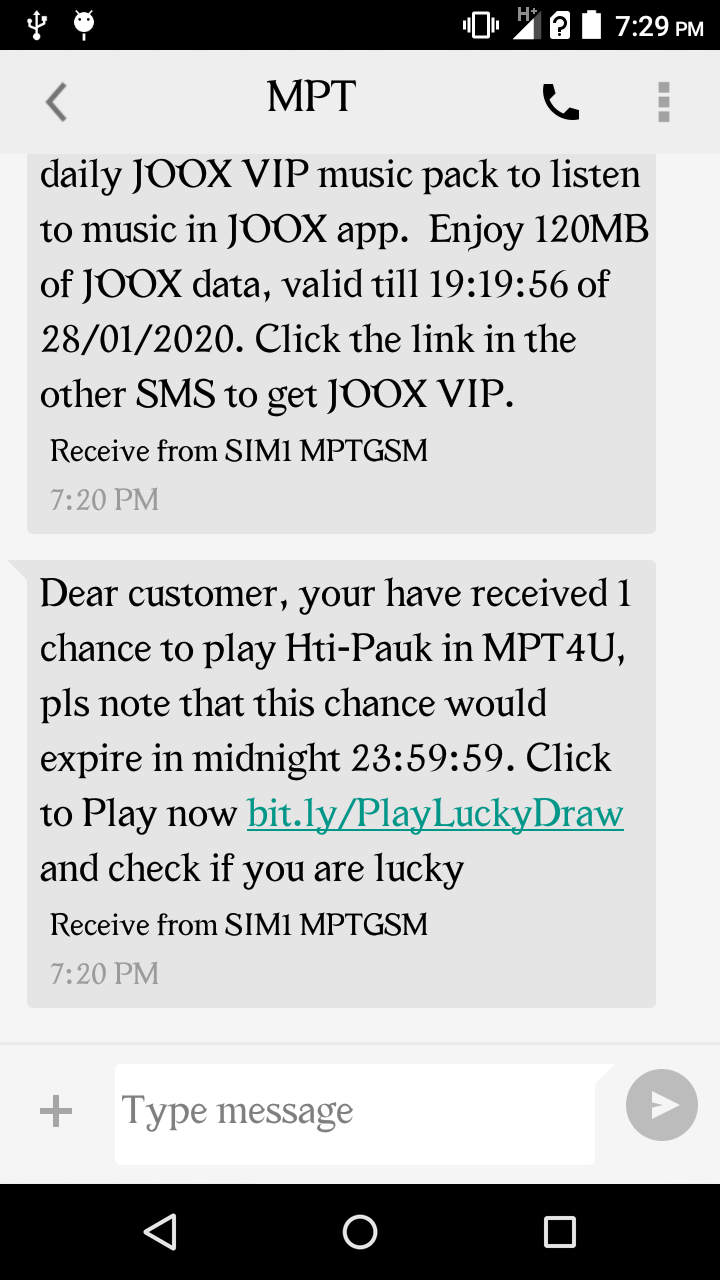 H+
7:29 PM
MPT
daily JOOX VIP music pack to listen
to music in JOOX app.  Enjoy 120MB
of JOOX data, valid till 19:19:56 of
28/01/2020. Click the link in the
other SMS to get JOOX VIP.
Receive from SIM1 MPTGSM
7:20 PM
Dear customer, your have received 1
chance to play Hti-Pauk in MPT4U,
pls note that this chance would
expire in midnight 23:59:59. Click
to Play now bit.ly/PlayLuckyDraw
and check if you are lucky
Receive from SIM1 MPTGSM
7:20 PM
Type message